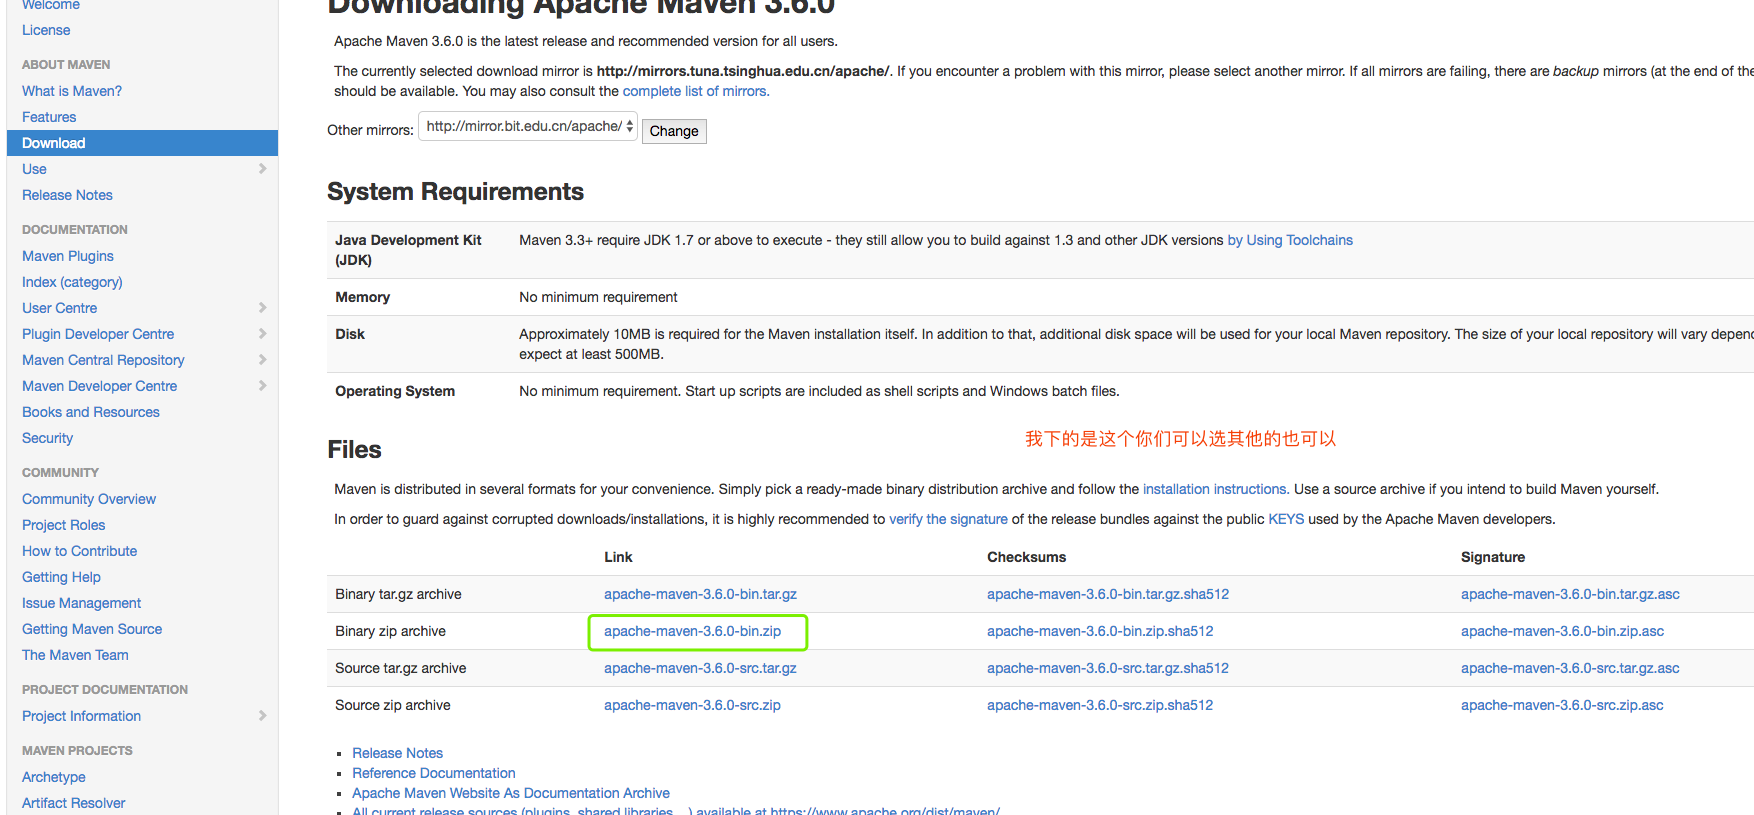 Welcome
License
ABOUT MAVEN
What is Maven?
Features
Download
Use
Release Notes
DOCUMENTATION
Maven Plugins
Index (category)
User Centre
Plugin Developer Centre
Maven Central Repository
Maven Developer Centre
Books and Resources
Security
COMMUNITY
Community Overview
Project Roles
How to Contribute
Getting Help
Issue Management
Getting Maven Source
The Maven Team
PROJECT DOCUMENTATION
Project Information
MAVEN PROJECTS
Archetype
Artifact Resolver
Downloading Apache Maven 3.6.0
Apache Maven 3.6.0 is the latest release and recommended version for all users.
The currently selected download mirror is http://mirrors.tuna.tsinghua.edu.cn/apache/. If you encounter a problem with this mirror, please select another mirror. If all mirrors are failing, there are backup mirrors (at the end of the
should be available. You may also consult the complete list of mirrors.
Other mirrors: http://mirror.bit.edu.cn/apache/ Change
System Requirements
Java Development Kit (JDK) Maven 3.3+ require JDK 1.7 or above to execute - they still allow you to build against 1.3 and other JDK versions by Using Toolchains
Memory No minimum requirement
Disk Approximately 10MB is required for the Maven installation itself. In addition to that, additional disk space will be used for your local Maven repository. The size of your local repository will vary
expect at least 500MB.
Operating System No minimum requirement. Start up scripts are included as shell scripts and Windows batch files.
我下的是这个你们可以选其他的也可以
Files
Maven is distributed in several formats for your convenience. Simply pick a ready-made binary distribution archive and follow the installation instructions. Use a source archive if you intend to build Maven yourself.
In order to guard against corrupted downloads/installations, it is highly recommended to verify the signature of the release bundles against the public KEYS used by the Apache Maven developers.
Link Checksums Signature
Binary tar.gz archive apache-maven-3.6.0-bin.tar.gz apache-maven-3.6.0-bin.tar.gz.sha512 apache-maven-3.6.0-bin.tar.gz.asc
Binary zip archive apache-maven-3.6.0-bin.zip apache-maven-3.6.0-bin.zip.sha512 apache-maven-3.6.0-bin.zip.asc
Source tar.gz archive apache-maven-3.6.0-src.tar.gz apache-maven-3.6.0-src.tar.gz.sha512 apache-maven-3.6.0-src.tar.gz.asc
Source zip archive apache-maven-3.6.0-src.zip apache-maven-3.6.0-src.zip.sha512 apache-maven-3.6.0-src.zip.asc
Release Notes
Reference Documentation
Apache Maven Website As Documentation Archive
All current release sources (plugins, shared libraries,...) available at https://www.apache.org/dist/maven/